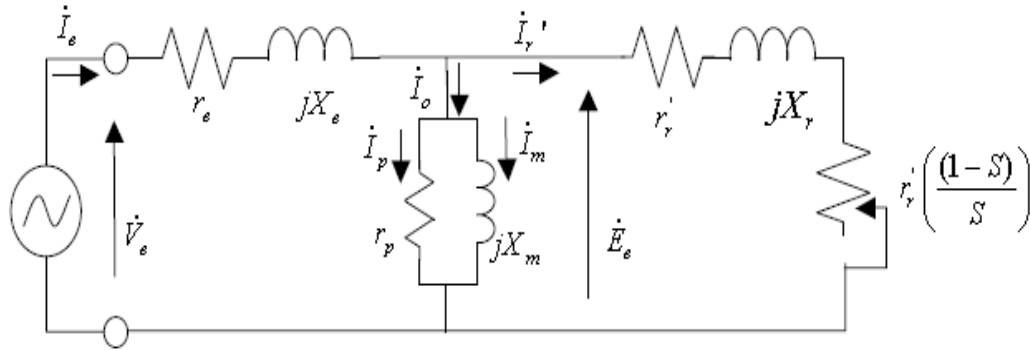 İ_e
r_e
jX_e
İ_r'
r_r'
jX_r
İ_o
İ_p
İ_m
r_p
jX_m
V̇_e
Ė_e
r_r'((1-S)/S)